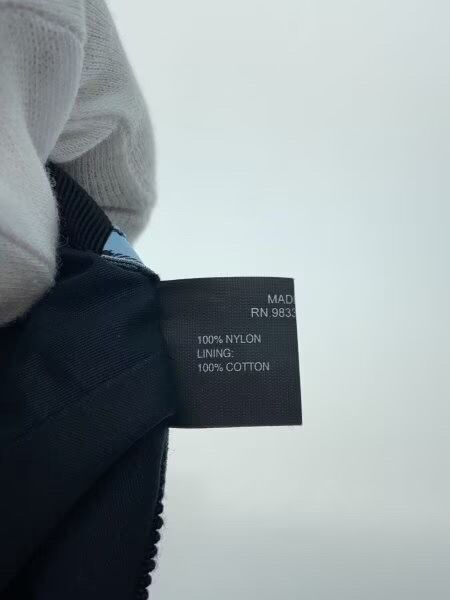 MADE
RN 9833
100% NYLON
LINING:
100% COTTON